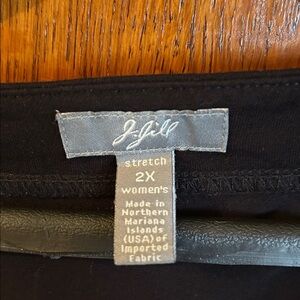 J.Jill
stretch
2X
women's
Made in
Northern
Mariana
Islands
(USA) of
Imported
Fabric